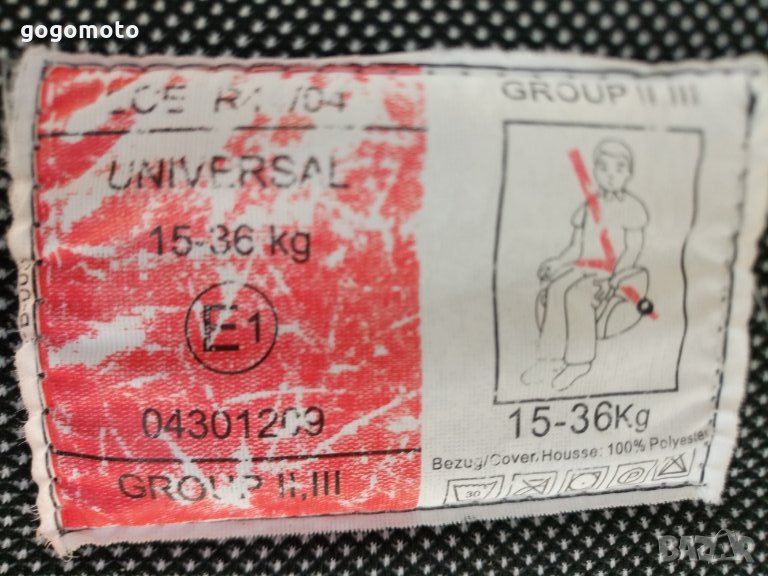 gogomoto
UNIVERSAL
15-36 kg
E1
04301209
GROUP II,III
GROUP II III
15-36Kg
Bezug/Cover/Housse: 100% Polyester
30
P
BAZAR